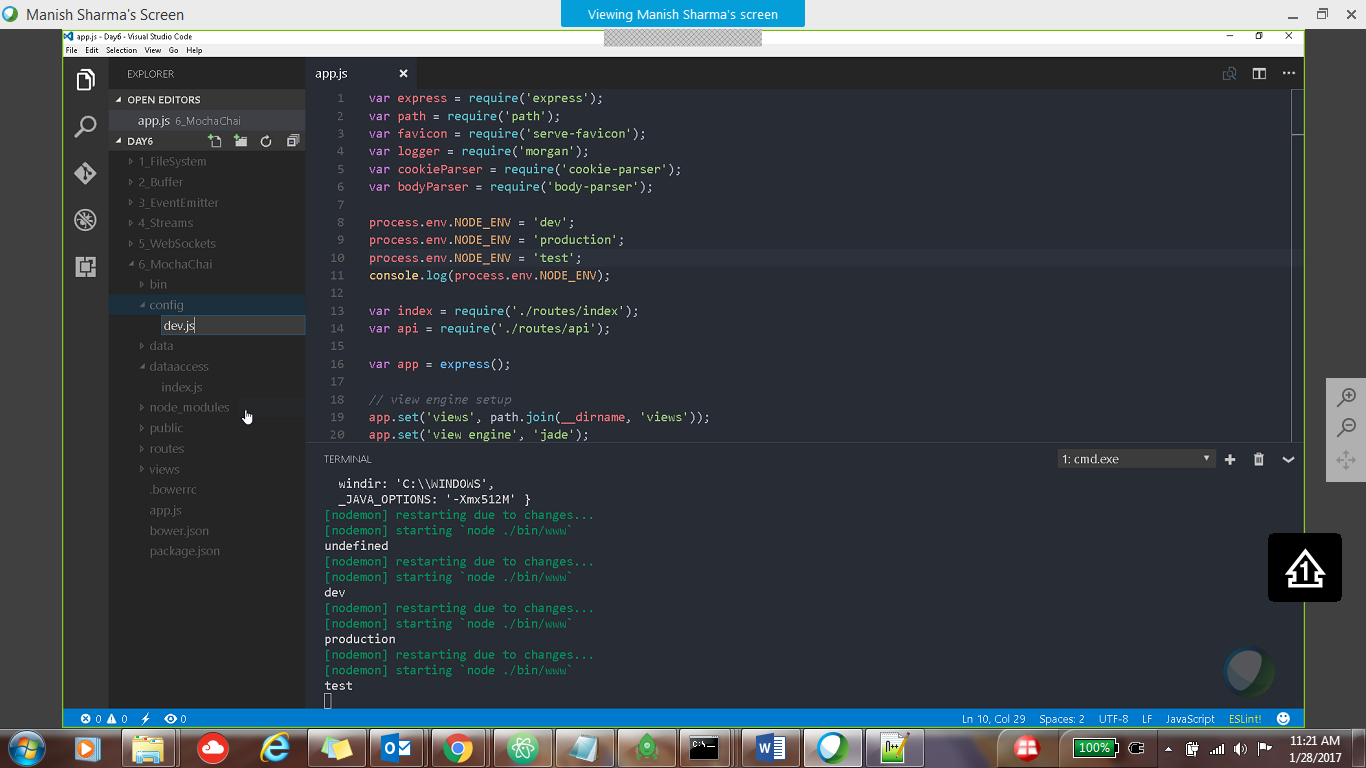 Manish Sharma's Screen
Viewing Manish Sharma's screen
app.js - Day6 - Visual Studio Code
File Edit Selection View Go Help
EXPLORER
OPEN EDITORS
app.js 6_MochaChai
DAY6
1_FileSystem
2_Buffer
3_EventEmitter
4_Streams
5_WebSockets
6_MochaChai
bin
config
dev.js
data
dataaccess
index.js
node_modules
public
routes
views
.bowerrc
app.js
bower.json
package.json
app.js
1 var express = require('express');
2 var path = require('path');
3 var favicon = require('serve-favicon');
4 var logger = require('morgan');
5 var cookieParser = require('cookie-parser');
6 var bodyParser = require('body-parser');
7
8 process.env.NODE_ENV = 'dev';
9 process.env.NODE_ENV = 'production';
10 process.env.NODE_ENV = 'test';
11 console.log(process.env.NODE_ENV);
12
13 var index = require('./routes/index');
14 var api = require('./routes/api');
15
16 var app = express();
17
18 // view engine setup
19 app.set('views', path.join(__dirname, 'views'));
20 app.set('view engine', 'jade');
TERMINAL
1: cmd.exe
windir: 'C:\\WINDOWS',
_JAVA_OPTIONS: '-Xmx512M' }
[nodemon] restarting due to changes...
[nodemon] starting `node ./bin/www`
undefined
[nodemon] restarting due to changes...
[nodemon] starting `node ./bin/www`
dev
[nodemon] restarting due to changes...
[nodemon] starting `node ./bin/www`
production
[nodemon] restarting due to changes...
[nodemon] starting `node ./bin/www`
test
1
0 0 0
Ln 10, Col 29 Spaces: 2 UTF-8 LF JavaScript ESLint!
100%
11:21 AM
1/28/2017